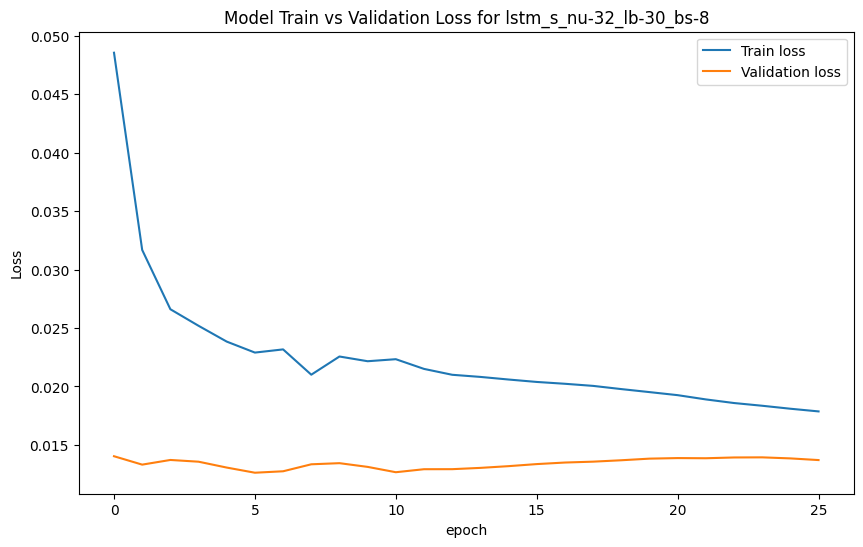 Model Train vs Validation Loss for lstm_s_nu-32_lb-30_bs-8
Train loss
Validation loss
0.050
0.045
0.040
0.035
0.030
0.025
0.020
0.015
Loss
0
5
10
15
20
25
epoch